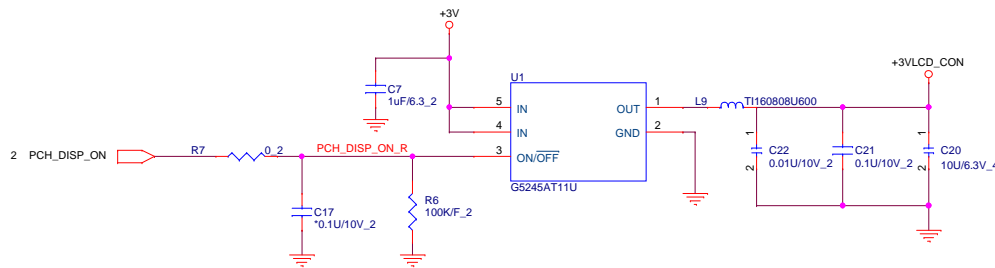 +3V
+3VLCD_CON
C7
1uF/6.3_2
U1
5 IN
4 IN
OUT 1
GND 2
L9 TI160808U600
2 PCH_DISP_ON
R7 0_2
PCH_DISP_ON_R
3 ON/OFF
G5245AT11U
1
C22
0.01U/10V_2
2
C21
0.1U/10V_2
1
C20
10U/6.3V_4
2
C17
*0.1U/10V_2
R6
100K/F_2